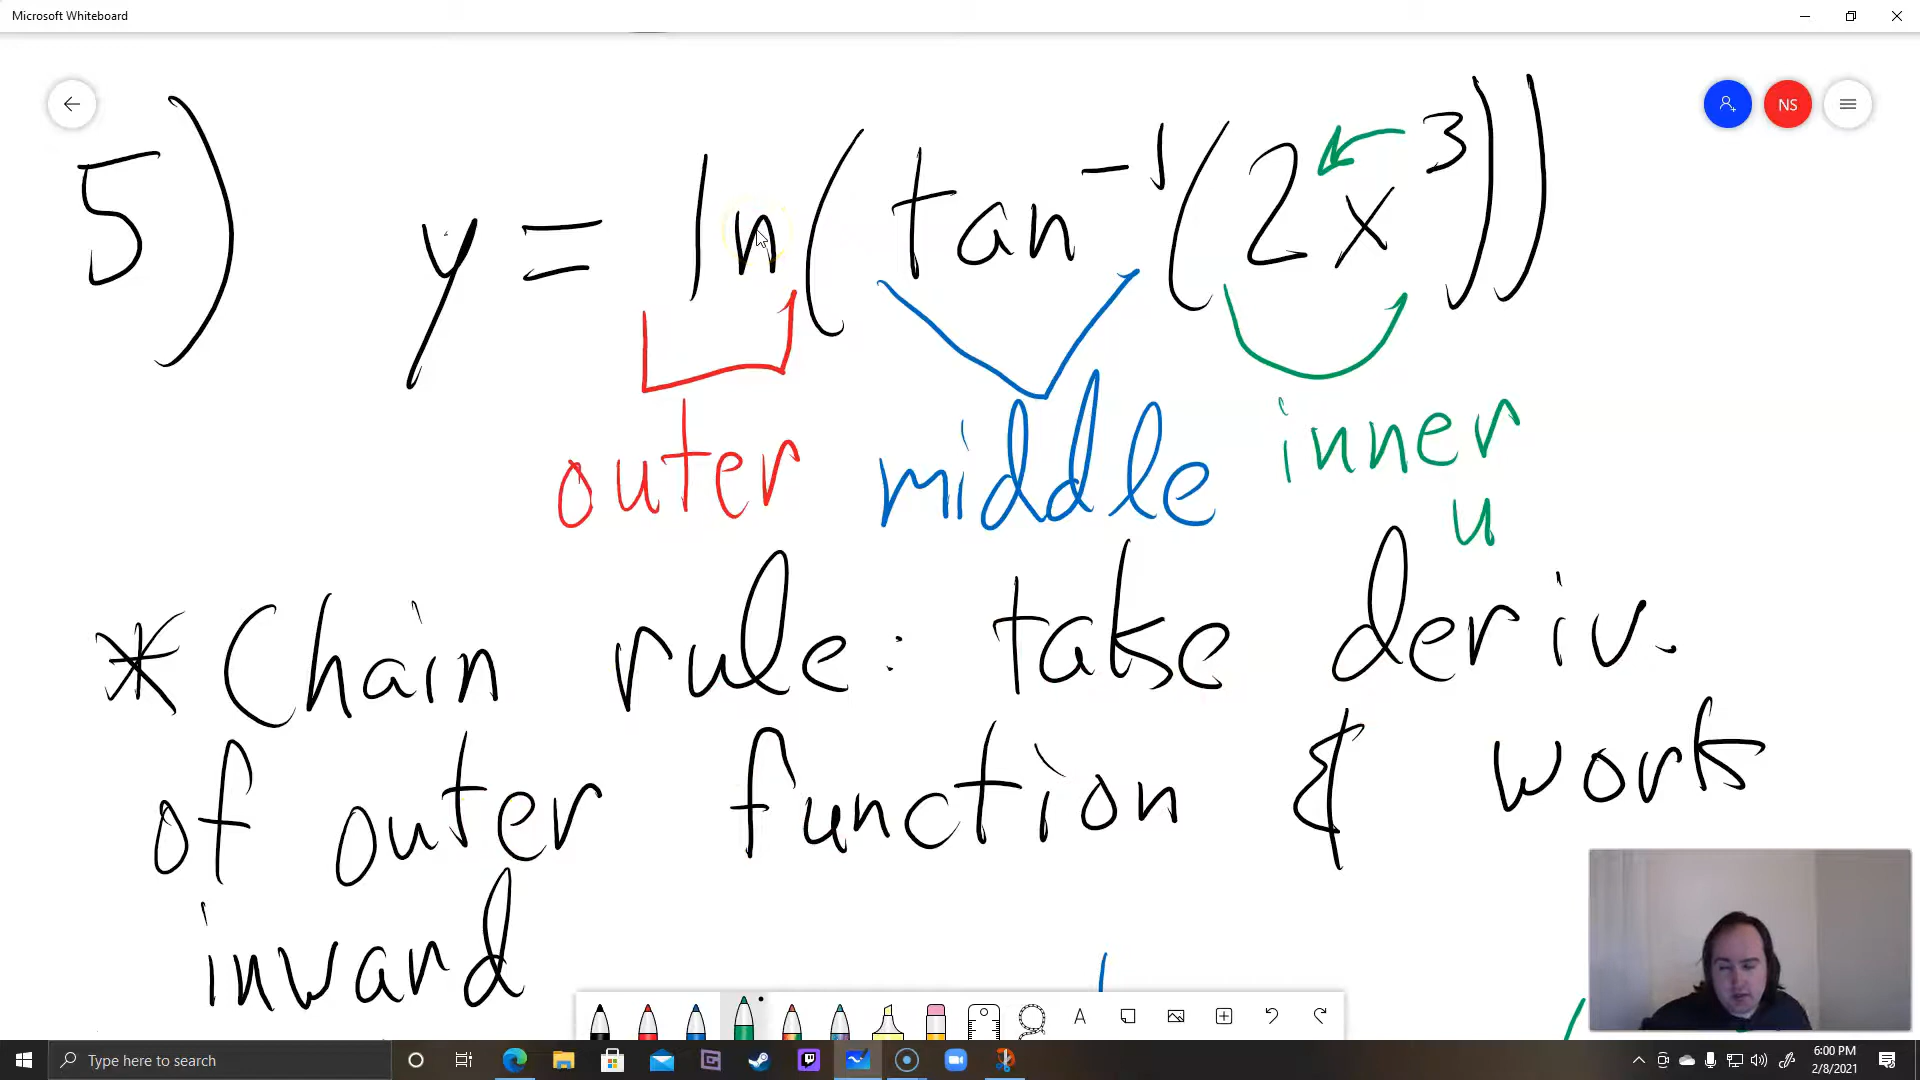 Microsoft Whiteboard
NS
5) y = ln(tan⁻¹(2x³))
outer middle inner
u
* Chain rule: take deriv.
of outer function & work
inward
A
Type here to search
6:00 PM
2/8/2021